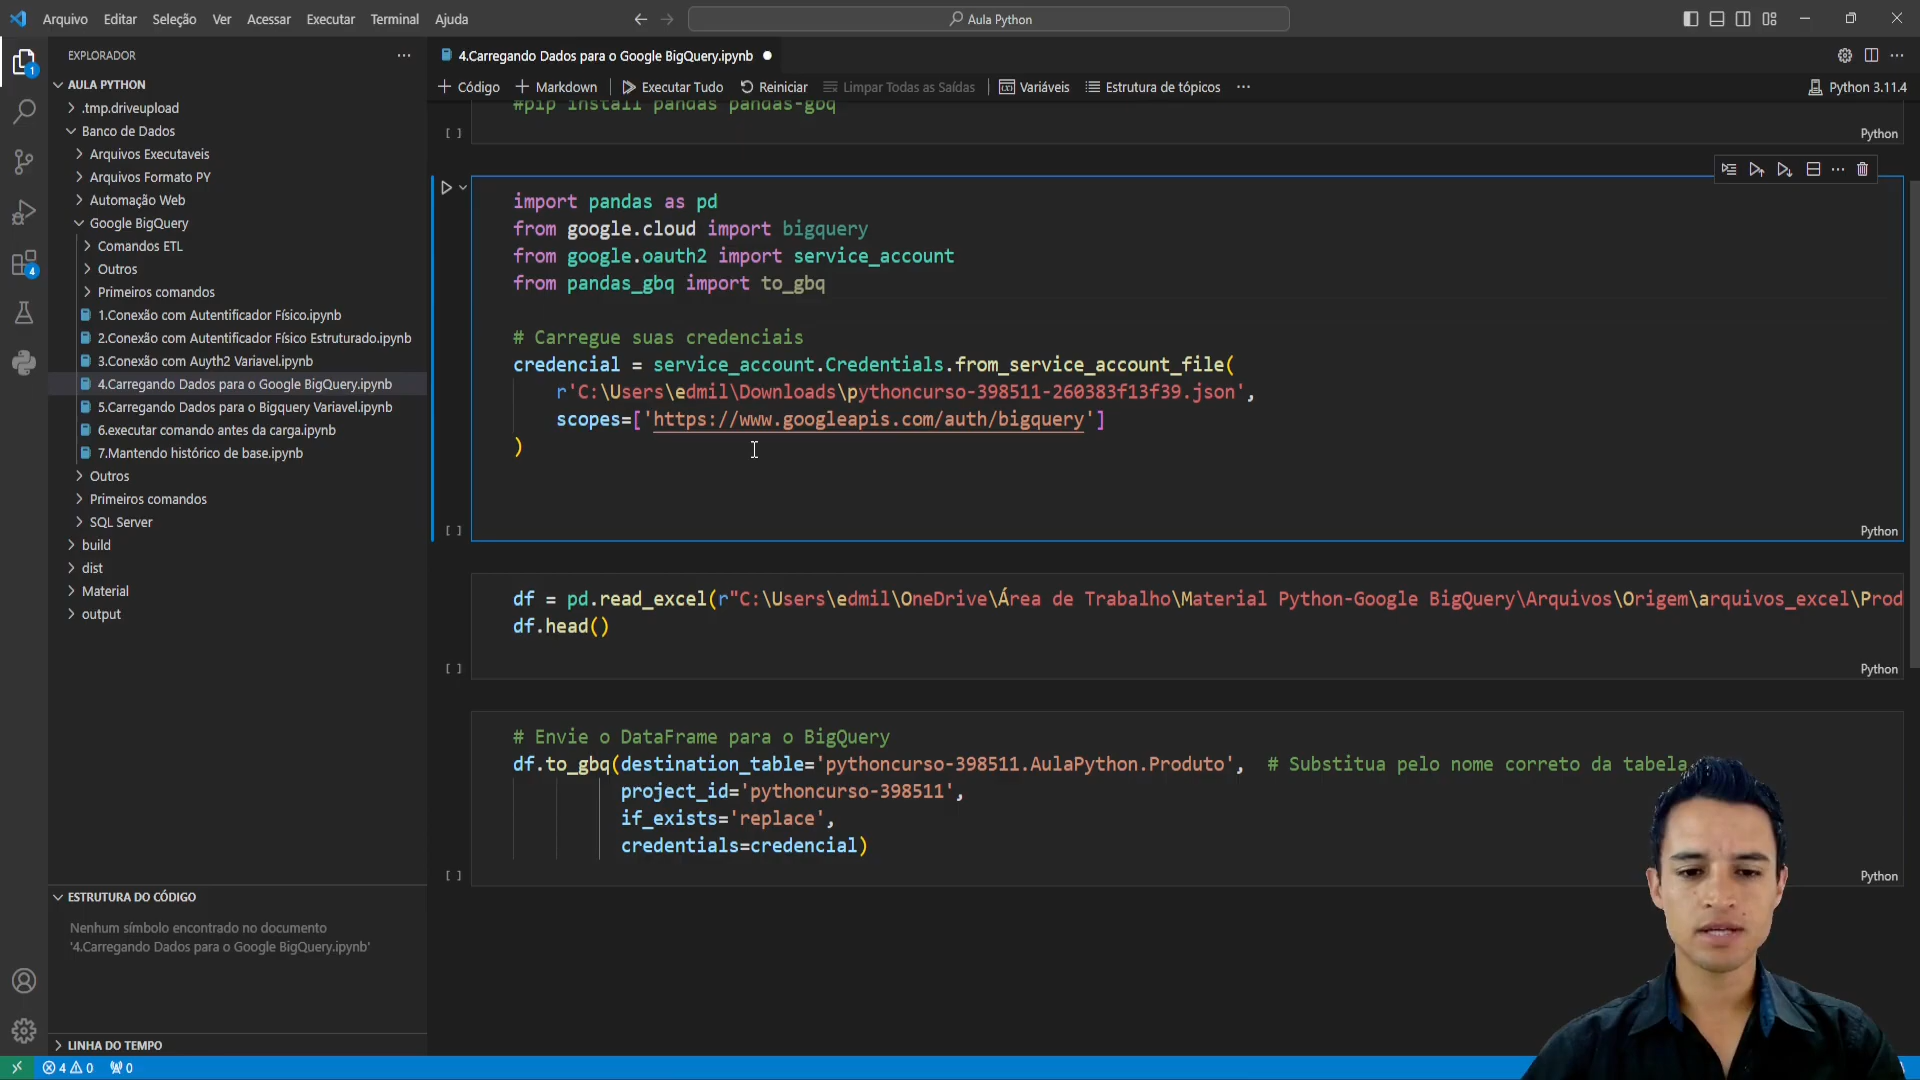 Arquivo Editar Seleção Ver Acessar Executar Terminal Ajuda
Aula Python
EXPLORADOR
AULA PYTHON
.tmp.driveupload
Banco de Dados
Arquivos Executaveis
Arquivos Formato PY
Automação Web
Google BigQuery
Comandos ETL
Outros
Primeiros comandos
1.Conexão com Autentificador Físico.ipynb
2.Conexão com Autentificador Físico Estruturado.ipynb
3.Conexão com Auyth2 Variavel.ipynb
4.Carregando Dados para o Google BigQuery.ipynb
5.Carregando Dados para o Bigquery Variavel.ipynb
6.executar comando antes da carga.ipynb
7.Mantendo histórico de base.ipynb
Outros
Primeiros comandos
SQL Server
build
dist
Material
output
ESTRUTURA DO CÓDIGO
Nenhum símbolo encontrado no documento
'4.Carregando Dados para o Google BigQuery.ipynb'
LINHA DO TEMPO
4 0 0
1
4
4.Carregando Dados para o Google BigQuery.ipynb
Código Markdown Executar Tudo Reiniciar Limpar Todas as Saídas Variáveis Estrutura de tópicos ··· Python 3.11.4
#pip install pandas pandas-gbq
[ ] Python
import pandas as pd
from google.cloud import bigquery
from google.oauth2 import service_account
from pandas_gbq import to_gbq
# Carregue suas credenciais
credencial = service_account.Credentials.from_service_account_file(
r'C:\Users\edmil\Downloads\pythoncurso-398511-260383f13f39.json',
scopes=['https://www.googleapis.com/auth/bigquery']
)
[ ] Python
df = pd.read_excel(r"C:\Users\edmil\OneDrive\Área de Trabalho\Material Python-Google BigQuery\Arquivos\Origem\arquivos_excel\Prod
df.head()
[ ] Python
# Envie o DataFrame para o BigQuery
df.to_gbq(destination_table='pythoncurso-398511.AulaPython.Produto', # Substitua pelo nome correto da tabela
project_id='pythoncurso-398511',
if_exists='replace',
credentials=credencial)
[ ] Python